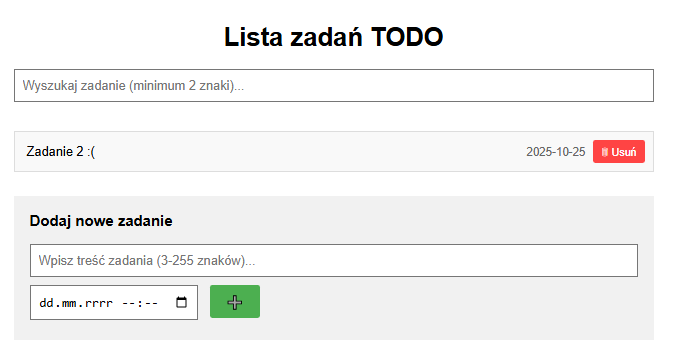 Lista zadań TODO
Wyszukaj zadanie (minimum 2 znaki)...
Zadanie 2 :( 2025-10-25 Usuń
Dodaj nowe zadanie
Wpisz treść zadania (3-255 znaków)...
dd.mm.rrrr --:--